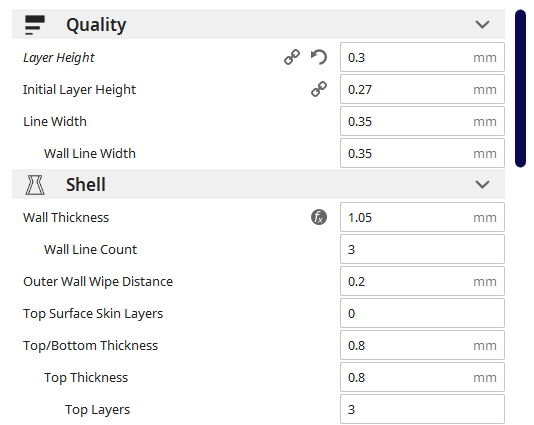 Quality
Layer Height 0.3 mm
Initial Layer Height 0.27 mm
Line Width 0.35 mm
Wall Line Width 0.35 mm
Shell
Wall Thickness fx 1.05 mm
Wall Line Count 3
Outer Wall Wipe Distance 0.2 mm
Top Surface Skin Layers 0
Top/Bottom Thickness 0.8 mm
Top Thickness 0.8 mm
Top Layers 3